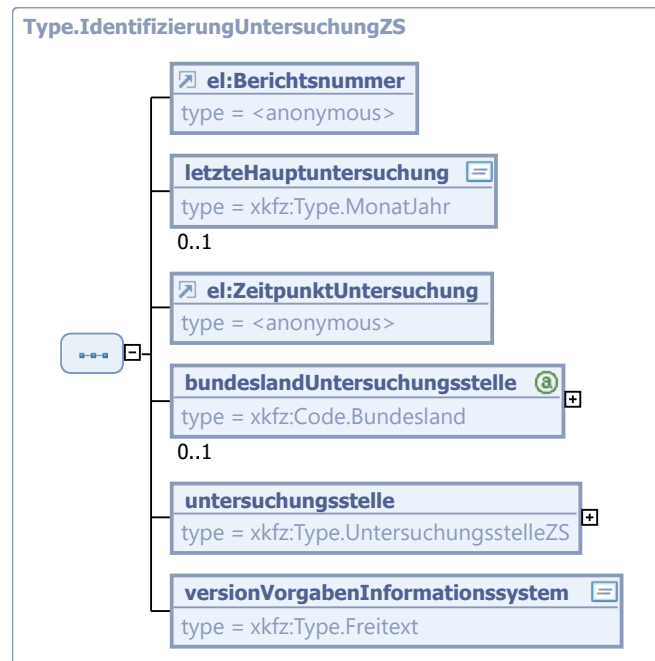 Type.IdentifizierungUntersuchungZS
el:Berichtsnummer
type = <anonymous>
letzteHauptuntersuchung
type = xkfz:Type.MonatJahr
0..1
el:ZeitpunktUntersuchung
type = <anonymous>
bundeslandUntersuchungsstelle
type = xkfz:Code.Bundesland
0..1
untersuchungsstelle
type = xkfz:Type.UntersuchungsstelleZS
versionVorgabenInformationssystem
type = xkfz:Type.Freitext